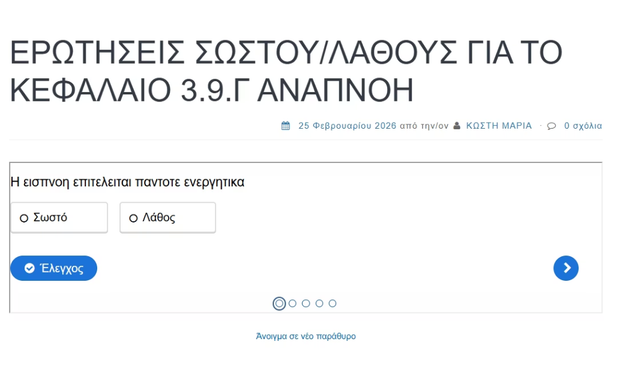 ΕΡΩΤΗΣΕΙΣ ΣΩΣΤΟΥ/ΛΑΘΟΥΣ ΓΙΑ ΤΟ
ΚΕΦΑΛΑΙΟ 3.9.Γ ΑΝΑΠΝΟΗ
25 Φεβρουαρίου 2026 από την/ον ΚΩΣΤΗ ΜΑΡΙΑ · 0 σχόλια
Η εισπνοη επιτελειται παντοτε ενεργητικα
Σωστό Λάθος
Έλεγχος
Άνοιγμα σε νέο παράθυρο